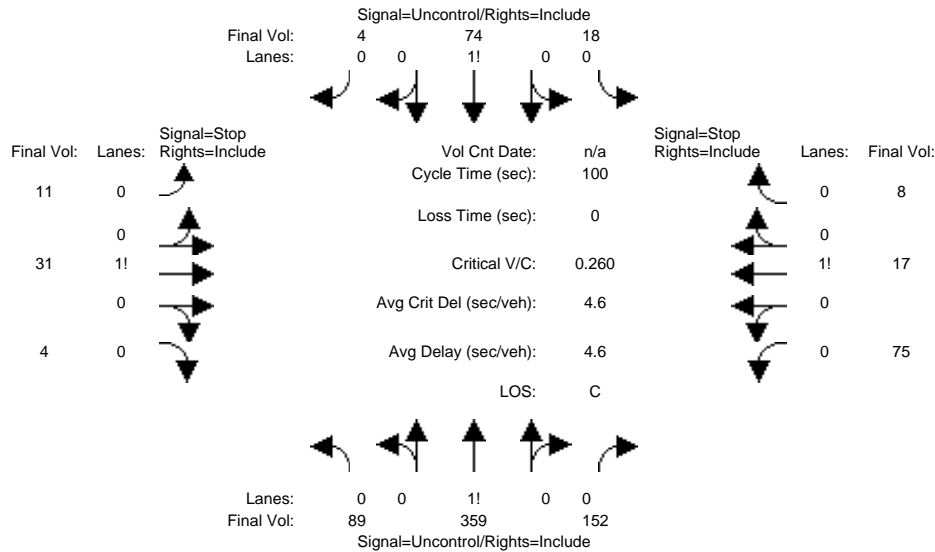 Signal=Uncontrol/Rights=Include
Final Vol: 4 74 18
Lanes: 0 0 1! 0 0
Signal=Stop
Final Vol: Lanes: Rights=Include
Vol Cnt Date: n/a
Signal=Stop
Rights=Include Lanes: Final Vol:
Cycle Time (sec): 100
11 0
0 8
Loss Time (sec): 0
0
0
31 1!
Critical V/C: 0.260
1! 17
0
Avg Crit Del (sec/veh): 4.6
0
4 0
Avg Delay (sec/veh): 4.6
0 75
LOS: C
Lanes: 0 0 1! 0 0
Final Vol: 89 359 152
Signal=Uncontrol/Rights=Include